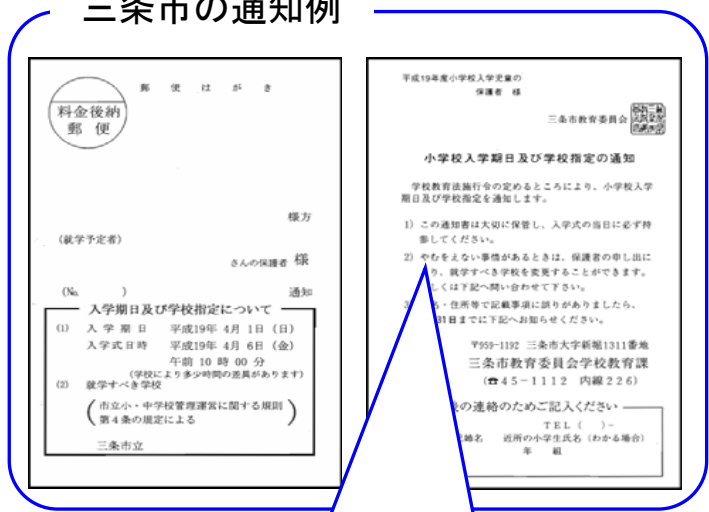 三条市の通知例
郵便はがき
料金後納
郵便
様方
(就学予定者)
さんの保護者 様
(No. ) 通知
入学期日及び学校指定について
(1) 入学期日 平成19年 4月 1日 (日)
入学式日時 平成19年 4月 6日 (金)
午前 10時 00分
(学校により多少時間の差異があります)
(2) 就学すべき学校
(市立小・中学校管理運営に関する規則
第4条の規定による)
三条市立
平成19年度小学校入学児童の
保護者 様
三条市教育委員会
小学校入学期日及び学校指定の通知
学校教育法施行令の定めるところにより、小学校入学
期日及び学校指定を通知します。
1) この通知書は大切に保管し、入学式の当日に必ず持
参してください。
2) やむをえない事情があるときは、保護者の申し出に
り、就学すべき学校を変更することができます。
しくは下記へ問い合わせて下さい。
3 名・住所等で記載事項に誤りがありましたら、
31日までに下記へお知らせください。
〒959-1192 三条市大字新堀1311番地
三条市教育委員会学校教育課
(☎45-1112 内線226)
の連絡のためご記入ください
TEL ( )-
姉名 近所の小学生氏名 (わかる場合)
年 組